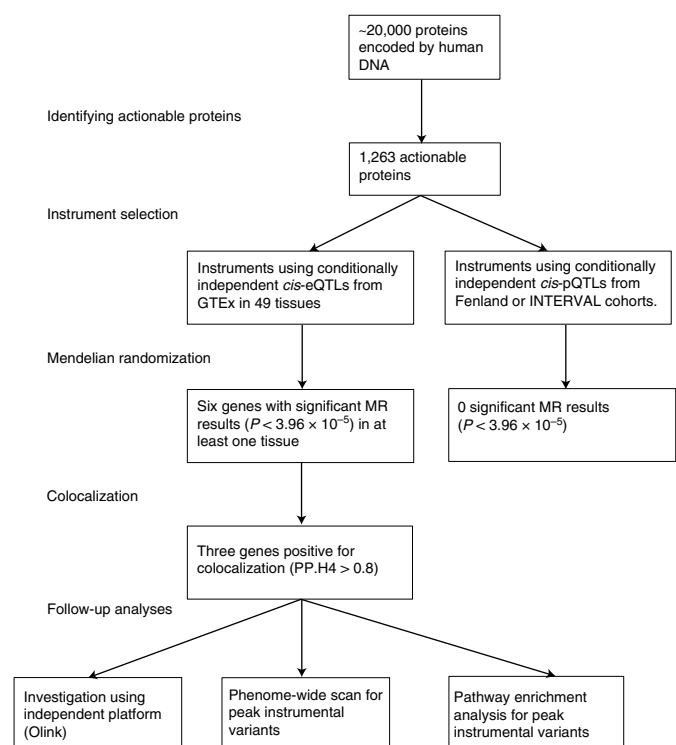 ~20,000 proteins
encoded by human
DNA
Identifying actionable proteins
1,263 actionable
proteins
Instrument selection
Instruments using conditionally
independent cis-eQTLs from
GTEx in 49 tissues
Instruments using conditionally
independent cis-pQTLs from
Fenland or INTERVAL cohorts.
Mendelian randomization
Six genes with significant MR
results (P < 3.96 × 10⁻⁵) in at
least one tissue
0 significant MR results
(P < 3.96 × 10⁻⁵)
Colocalization
Three genes positive for
colocalization (PP.H4 > 0.8)
Follow-up analyses
Investigation using
independent platform
(Olink)
Phenome-wide scan for
peak instrumental
variants
Pathway enrichment
analysis for peak
instrumental variants